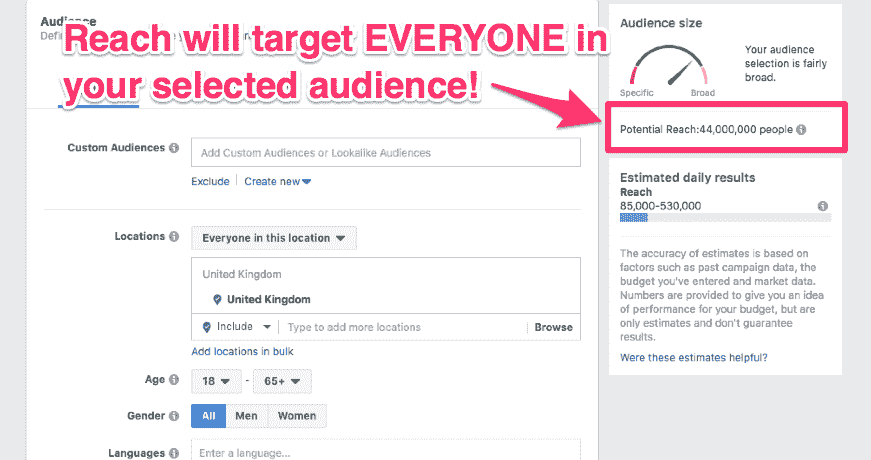 Audience
Reach will target EVERYONE in
your selected audience!
Custom Audiences
Add Custom Audiences or Lookalike Audiences
Exclude Create new
Locations
Everyone in this location
United Kingdom
United Kingdom
Include Type to add more locations Browse
Add locations in bulk
Age 18 - 65+
Gender All Men Women
Languages Enter a language...
Audience size
Your audience
selection is fairly
broad.
Specific Broad
Potential Reach:44,000,000 people
Estimated daily results
Reach
85,000-530,000
The accuracy of estimates is based on
factors such as past campaign data, the
budget you've entered and market data.
Numbers are provided to give you an idea
of performance for your budget, but are
only estimates and don't guarantee
results.
Were these estimates helpful?